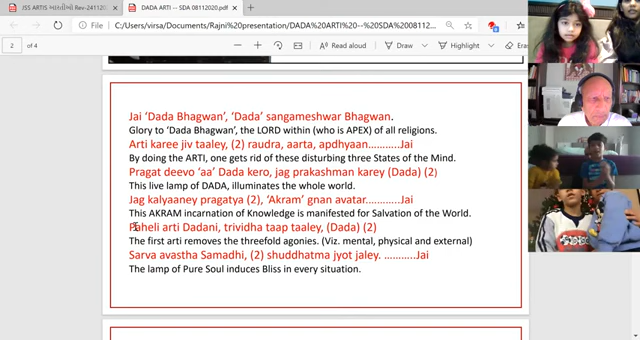 JSS ARTIS આરતીઓ Rev-24112
DADA ARTI -- SDA 08112020.pdf
C:/Users/virsa/Documents/Rajni%20presentation/DADA%20ARTI--%20%20SDA%2008112
2 of 4
Read aloud
Draw
Highlight
Erase
Jai ‘Dada Bhagwan’, ‘Dada’ sangameshwar Bhagwan.
Glory to ‘Dada Bhagwan’, the LORD within (who is APEX) of all religions.
Arti karee jiv taaley, (2) raudra, aarta, apdhyaan...........Jai
By doing the ARTI, one gets rid of these disturbing three States of the Mind.
Pragat deevo ‘aa’ Dada kero, jag prakashman karey (Dada) (2)
This live lamp of DADA, illuminates the whole world.
Jag kalyaaney pragatya (2), ‘Akram’ gnan avatar.......Jai
This AKRAM incarnation of Knowledge is manifested for Salvation of the World.
Paheli arti Dadani, trividha taap taaley, (Dada) (2)
The first arti removes the threefold agonies. (Viz. mental, physical and external)
Sarva avastha Samadhi, (2) shuddhatma jyot jaley. ...........Jai
The lamp of Pure Soul induces Bliss in every situation.